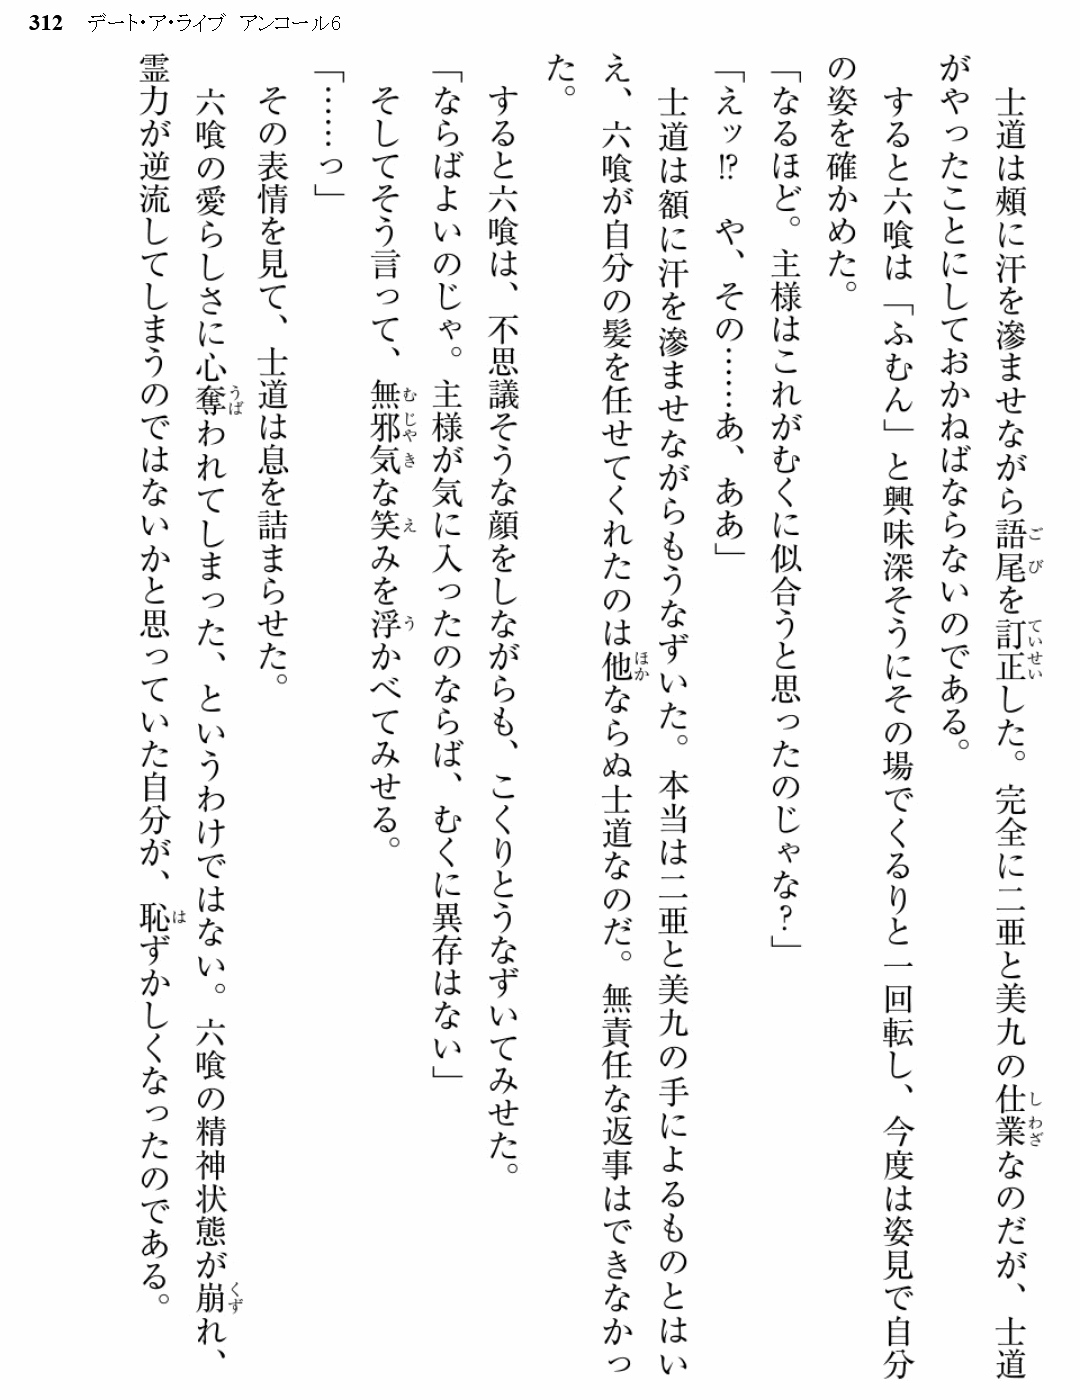 312 デート・ア・ライブ アンコール6
士道は頰に汗を滲ませながら語尾を訂正した。完全に二亜と美九の仕業なのだが、士道
がやったことにしておかねばならないのである。
すると六喰は「ふむん」と興味深そうにその場でくるりと一回転し、今度は姿見で自分
の姿を確かめた。
「なるほど。主様はこれがむくに似合うと思ったのじゃな?」
「えッ!? や、その……あ、ああ」
士道は額に汗を滲ませながらもうなずいた。本当は二亜と美九の手によるものとはい
え、六喰が自分の髪を任せてくれたのは他ならぬ士道なのだ。無責任な返事はできなかっ
た。
すると六喰は、不思議そうな顔をしながらも、こくりとうなずいてみせた。
「ならばよいのじゃ。主様が気に入ったのならば、むくに異存はない」
そしてそう言って、無邪気な笑みを浮かべてみせる。
「……っ」
その表情を見て、士道は息を詰まらせた。
六喰の愛らしさに心奪われてしまった、というわけではない。六喰の精神状態が崩れ、
霊力が逆流してしまうのではないかと思っていた自分が、恥ずかしくなったのである。